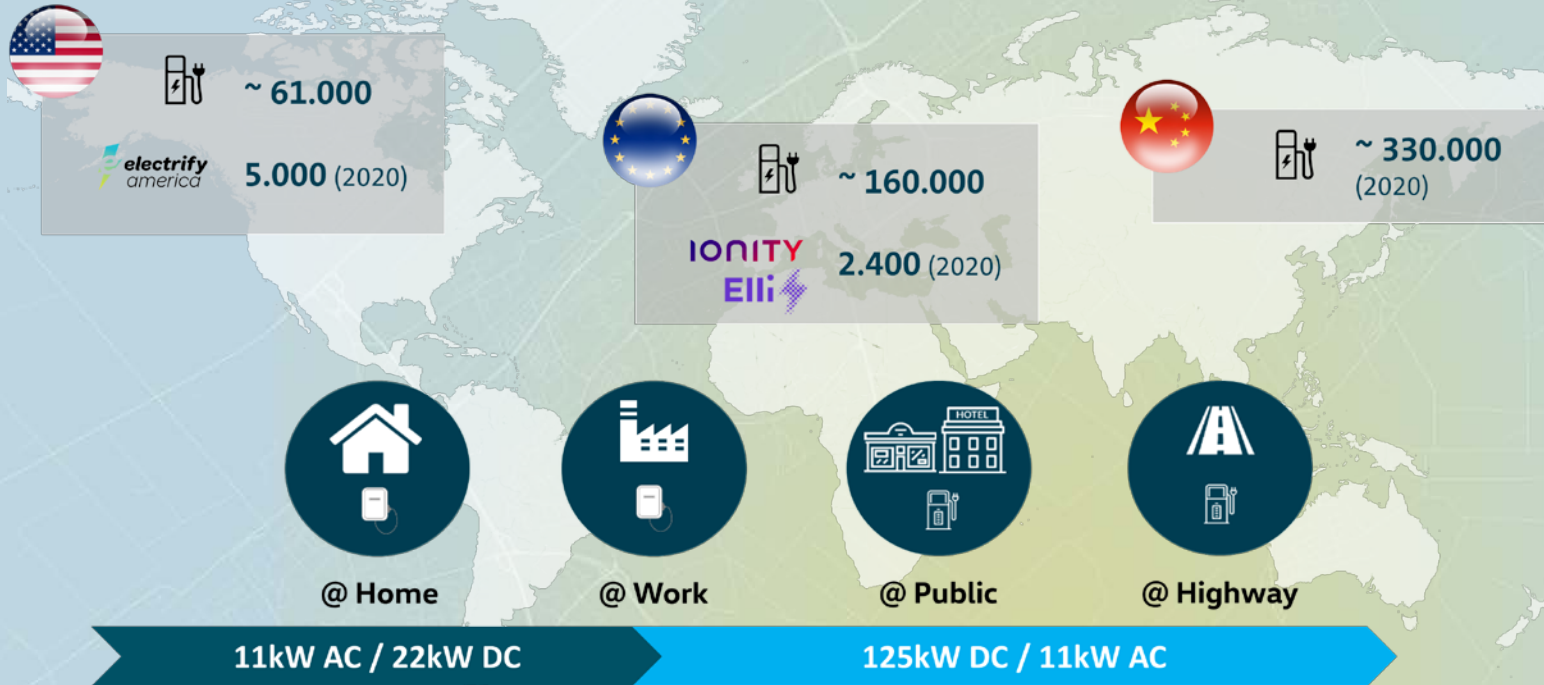 ~ 61.000
electrify
america
5.000 (2020)
~ 160.000
IONITY
Elli
2.400 (2020)
~ 330.000
(2020)
HOTEL
@ Home
@ Work
@ Public
@ Highway
11kW AC / 22kW DC
125kW DC / 11kW AC